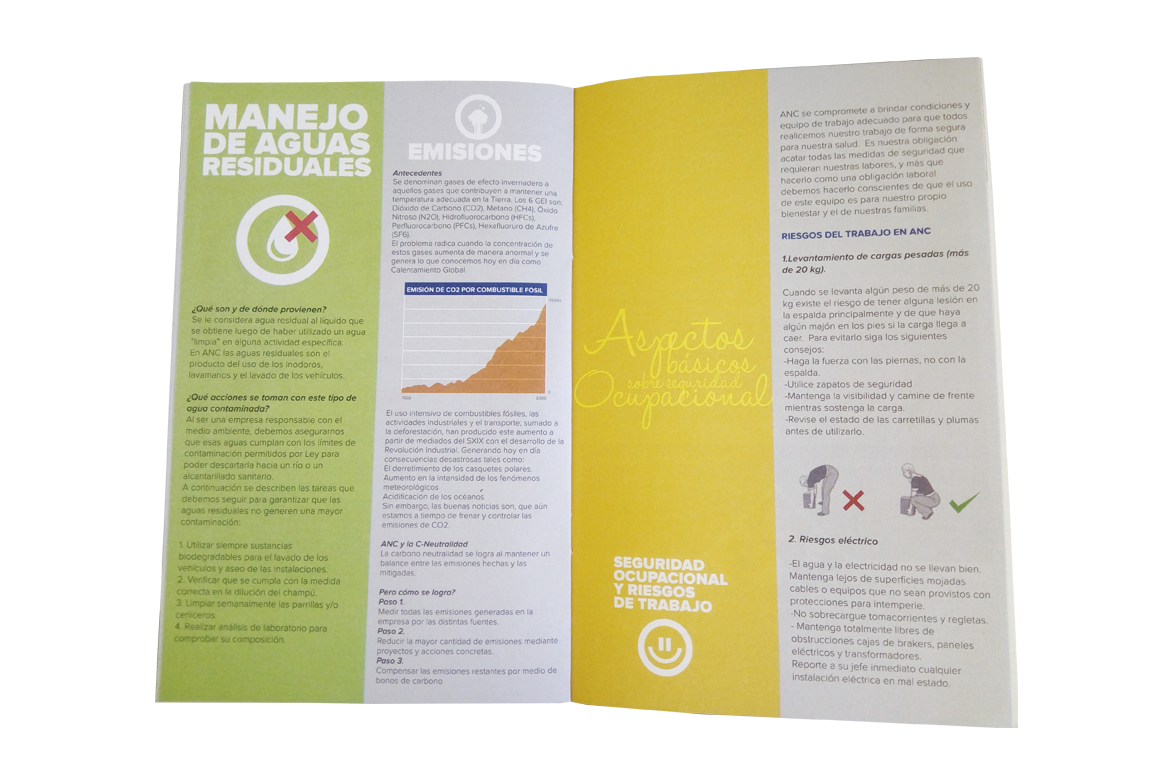 MANEJO
DE AGUAS
RESIDUALES
¿Qué son y de dónde provienen?
Se le considera agua residual al líquido que
se obtiene luego de haber utilizado un agua
"limpia" en alguna actividad específica.
En ANC las aguas residuales son el
producto del uso de los inodoros,
lavamanos y el lavado de los vehículos.
¿Qué acciones se toman con este tipo de
agua contaminada?
Al ser una empresa responsable con el
medio ambiente, debemos asegurarnos
que esas aguas cumplan con los límites de
contaminación permitidos por Ley para
poder descartarla hacia un río o un
alcantarillado sanitario.
A continuación se describen las tareas que
debemos seguir para garantizar que las
aguas residuales no generen una mayor
contaminación:
1. Utilizar siempre sustancias
biodegradables para el lavado de los
vehículos y aseo de las instalaciones.
2. Verificar que se cumpla con la medida
correcta en la dilución del champú.
3. Limpiar semanalmente las parrillas y/o
ceniceros.
4. Realizar análisis de laboratorio para
comprobar su composición.
EMISIONES
Antecedentes
Se denominan gases de efecto invernadero a
aquellos gases que contribuyen a mantener una
temperatura adecuada en la Tierra. Los 6 GEI son:
Dióxido de Carbono (CO2), Metano (CH4), Óxido
Nitroso (N2O), Hidrofluorocarbono (HFCs),
Perfluorocarbono (PFCs), Hexafluoruro de Azufre
(SF6).
El problema radica cuando la concentración de
estos gases aumenta de manera anormal y se
genera lo que conocemos hoy en día como
Calentamiento Global.
EMISIÓN DE CO2 POR COMBUSTIBLE FÓSIL
El uso intensivo de combustibles fósiles, las
actividades industriales y el transporte, sumado a
la deforestación, han producido este aumento a
partir de mediados del SXIX con el desarrollo de la
Revolución Industrial. Generando hoy en día
consecuencias desastrosas tales como:
El derretimiento de los casquetes polares.
Aumento en la intensidad de los fenómenos
meteorológicos
Acidificación de los océanos
Sin embargo, las buenas noticias son, que aún
estamos a tiempo de frenar y controlar las
emisiones de CO2.
ANC y la C-Neutralidad
La carbono neutralidad se logra al mantener un
balance entre las emisiones hechas y las
mitigadas.
Pero cómo se logra?
Paso 1.
Medir todas las emisiones generadas en la
empresa por las distintas fuentes.
Paso 2.
Reducir la mayor cantidad de emisiones mediante
proyectos y acciones concretas.
Paso 3.
Compensar las emisiones restantes por medio de
bonos de carbono
Aspectos
básicos
sobre seguridad
Ocupacional
SEGURIDAD
OCUPACIONAL
Y RIESGOS
DE TRABAJO
ANC se compromete a brindar condiciones y
equipo de trabajo adecuado para que todos
realicemos nuestro trabajo de forma segura
para nuestra salud. Es nuestra obligación
acatar todas las medidas de seguridad que
requieran nuestras labores, y más que
hacerlo como una obligación laboral
debemos hacerlo conscientes de que el uso
de este equipo es para nuestro propio
bienestar y el de nuestras familias.
RIESGOS DEL TRABAJO EN ANC
1.Levantamiento de cargas pesadas (más
de 20 kg).
Cuando se levanta algún peso de más de 20
kg existe el riesgo de tener alguna lesión en
la espalda principalmente y de que haya
algún majón en los pies si la carga llega a
caer. Para evitarlo siga los siguientes
consejos:
-Haga la fuerza con las piernas, no con la
espalda.
-Utilice zapatos de seguridad
-Mantenga la visibilidad y camine de frente
mientras sostenga la carga.
-Revise el estado de las carretillas y plumas
antes de utilizarlo.
2. Riesgos eléctrico
-El agua y la electricidad no se llevan bien.
Mantenga lejos de superficies mojadas
cables o equipos que no sean provistos con
protecciones para intemperie.
-No sobrecargue tomacorrientes y regletas.
- Mantenga totalmente libres de
obstrucciones cajas de brakers, paneles
eléctricos y transformadores.
Reporte a su jefe inmediato cualquier
instalación eléctrica en mal estado.